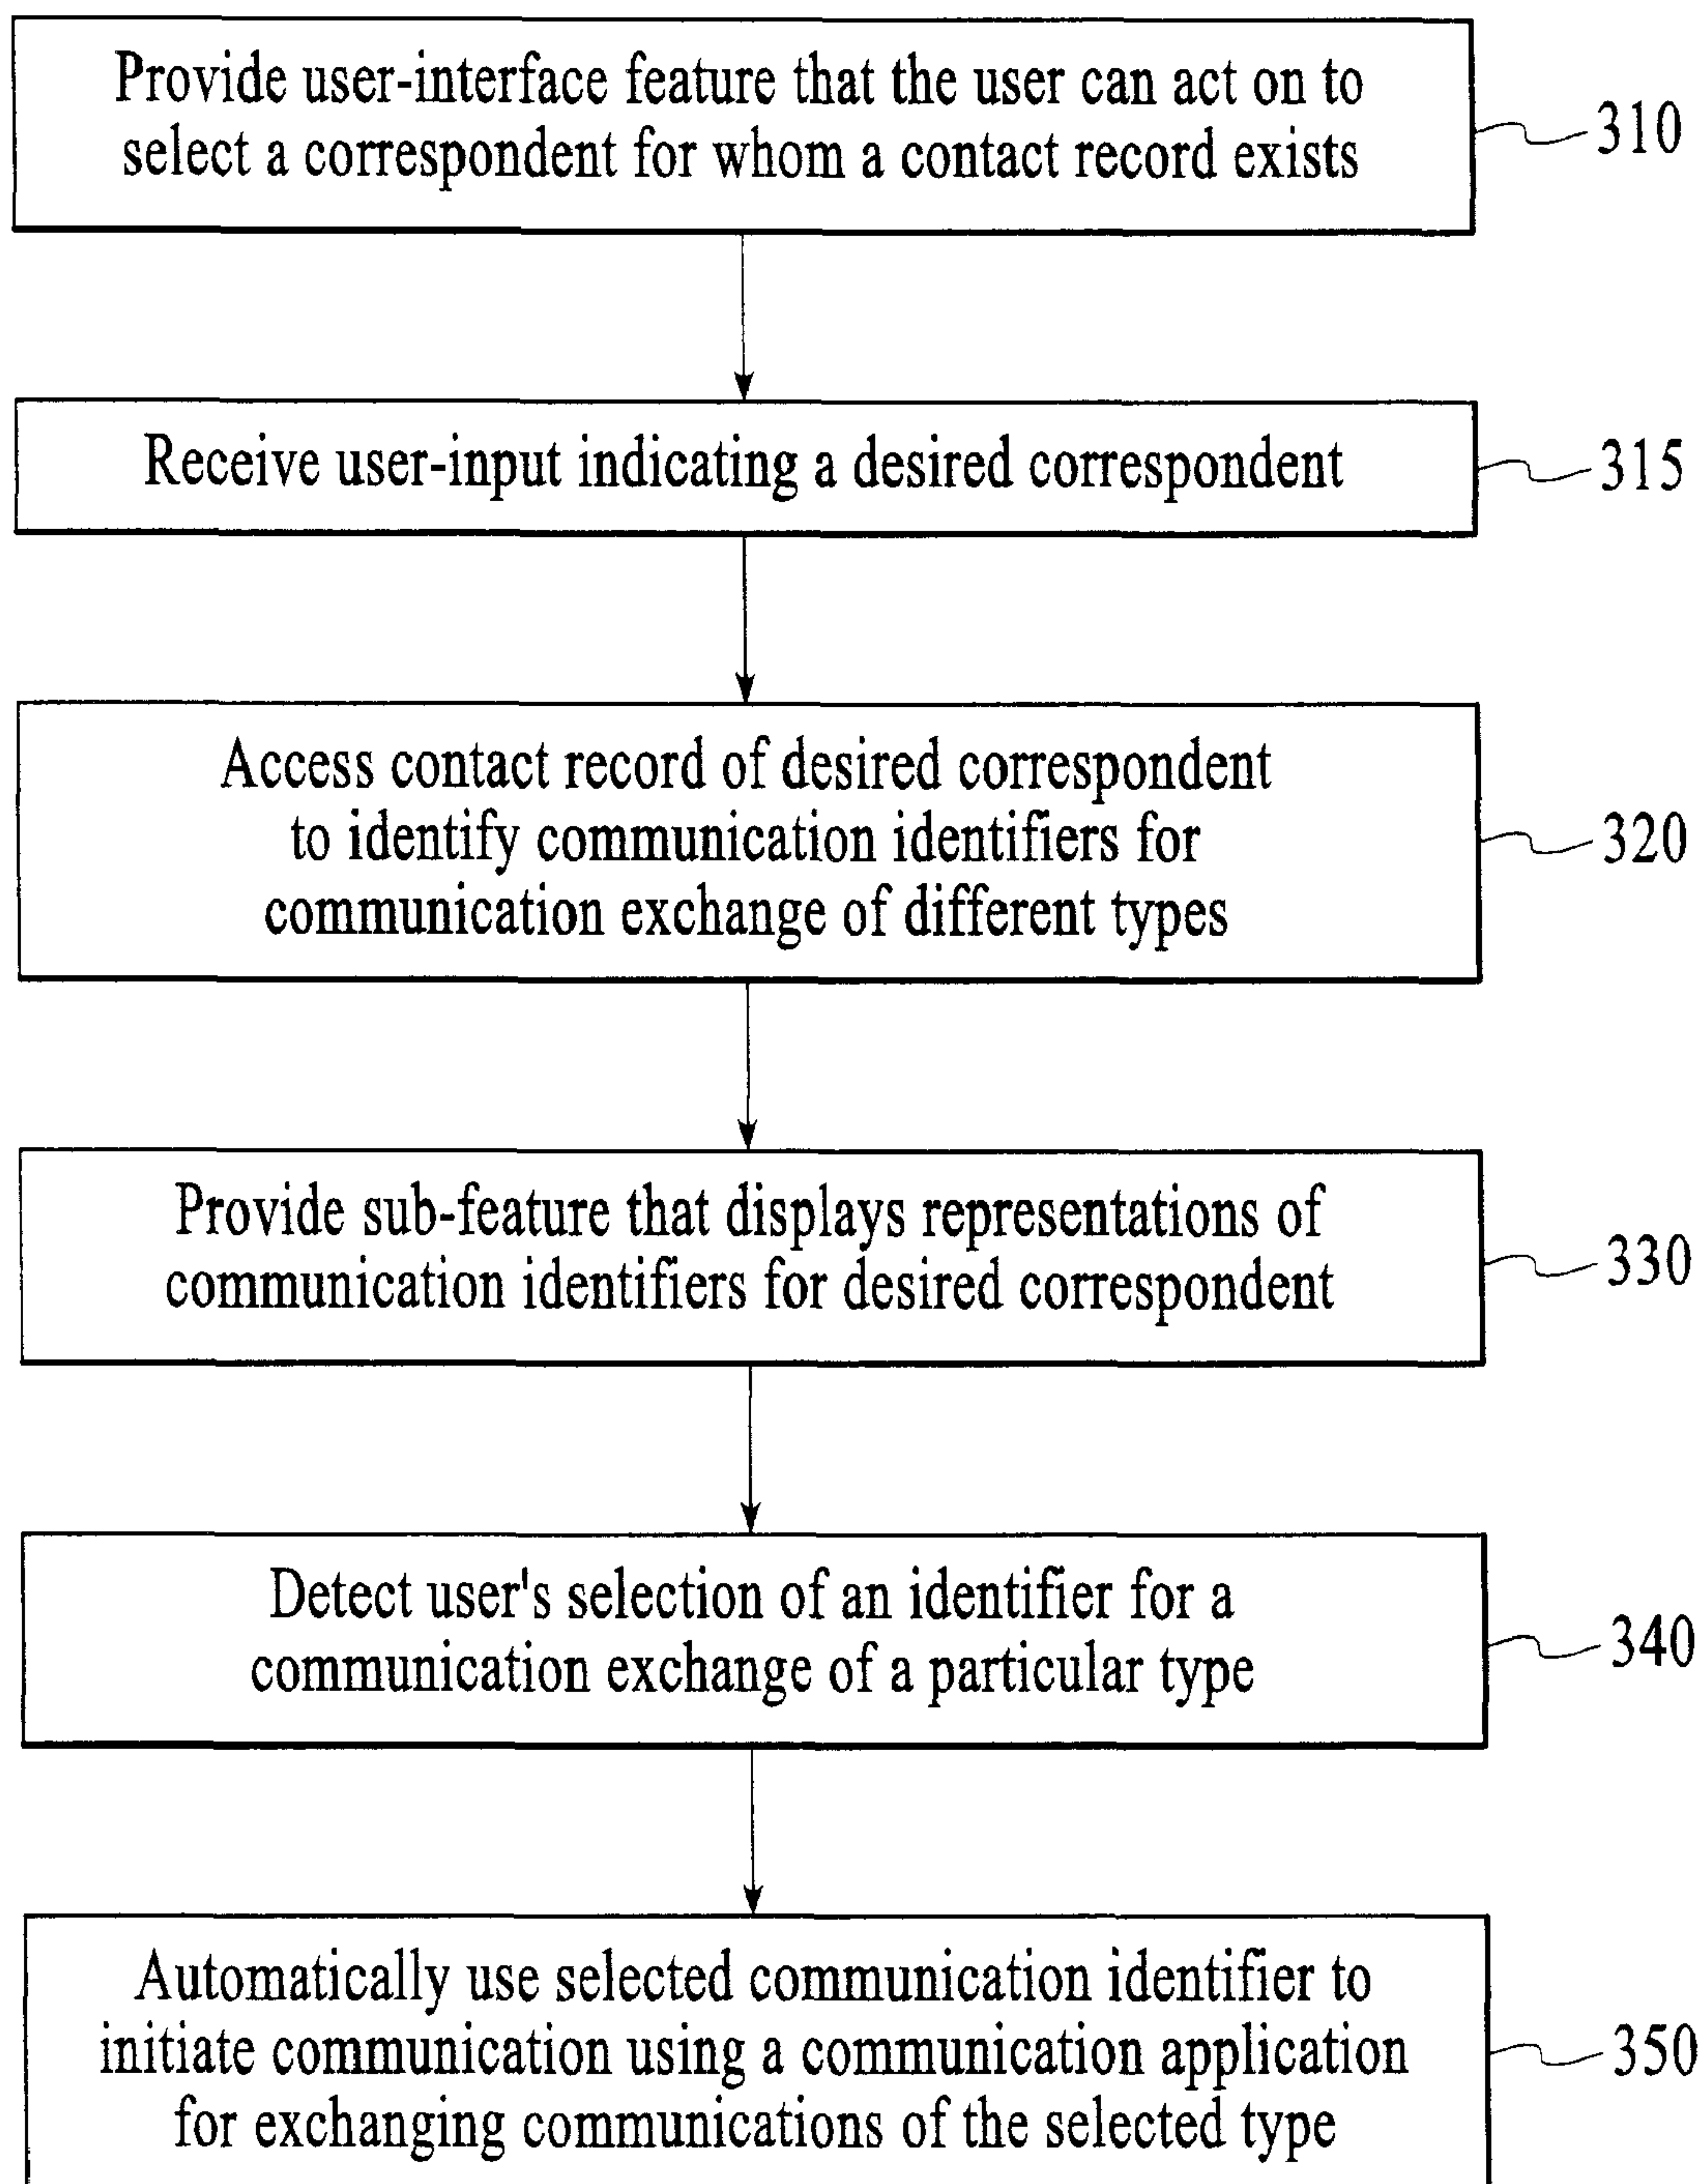 Provide user-interface feature that the user can act on to
select a correspondent for whom a contact record exists
310
Receive user-input indicating a desired correspondent
315
Access contact record of desired correspondent
to identify communication identifiers for
communication exchange of different types
320
Provide sub-feature that displays representations of
communication identifiers for desired correspondent
330
Detect user's selection of an identifier for a
communication exchange of a particular type
340
Automatically use selected communication identifier to
initiate communication using a communication application
for exchanging communications of the selected type
350